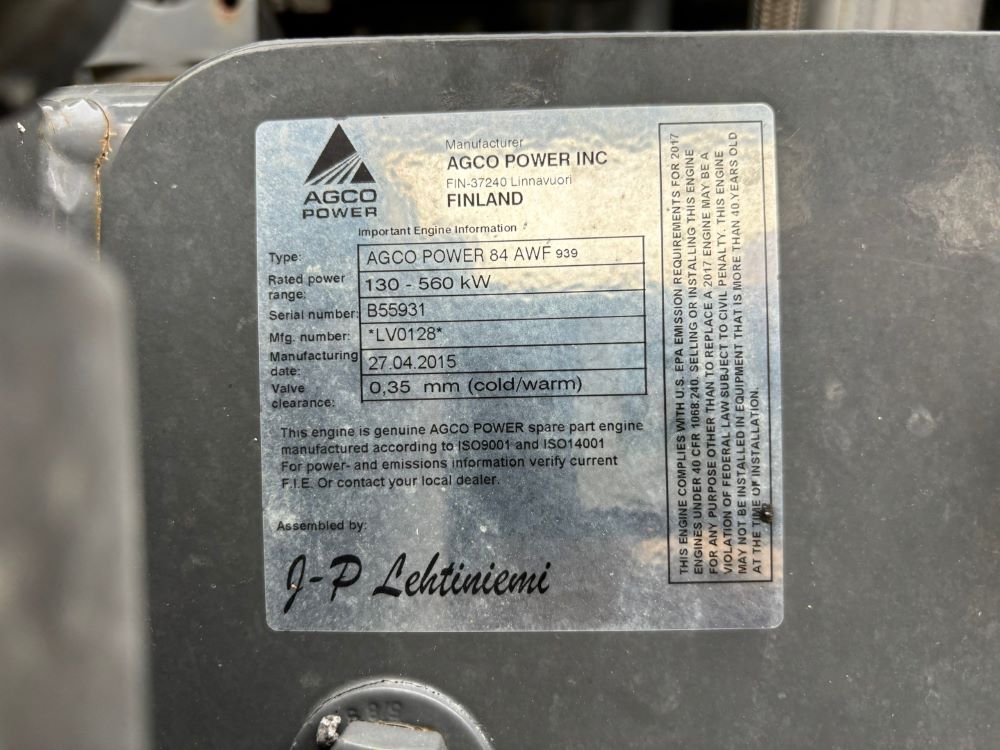 AGCO
POWER
Manufacturer
AGCO POWER INC
FIN-37240 Linnavuori
FINLAND
Important Engine Information
Type: AGCO POWER 84 AWF 939
Rated power range: 130 - 560 kW
Serial number: B55931
Mfg. number: *LV0128*
Manufacturing date: 27.04.2015
Valve clearance: 0,35 mm (cold/warm)
This engine is genuine AGCO POWER spare part engine
manufactured according to ISO9001 and ISO14001
For power- and emissions information verify current
F.I.E. Or contact your local dealer.
Assembled by:
J-P Lehtiniemi
THIS ENGINE COMPLIES WITH U.S. EPA EMISSION REQUIREMENTS FOR 2017
ENGINES UNDER 40 CFR 1068.240. SELLING OR INSTALLING THIS ENGINE
FOR ANY PURPOSE OTHER THAN TO REPLACE A 2017 ENGINE MAY BE A
VIOLATION OF FEDERAL LAW SUBJECT TO CIVIL PENALTY. THIS ENGINE
MAY NOT BE INSTALLED IN EQUIPMENT THAT IS MORE THAN 40 YEARS OLD
AT THE TIME OF INSTALLATION.